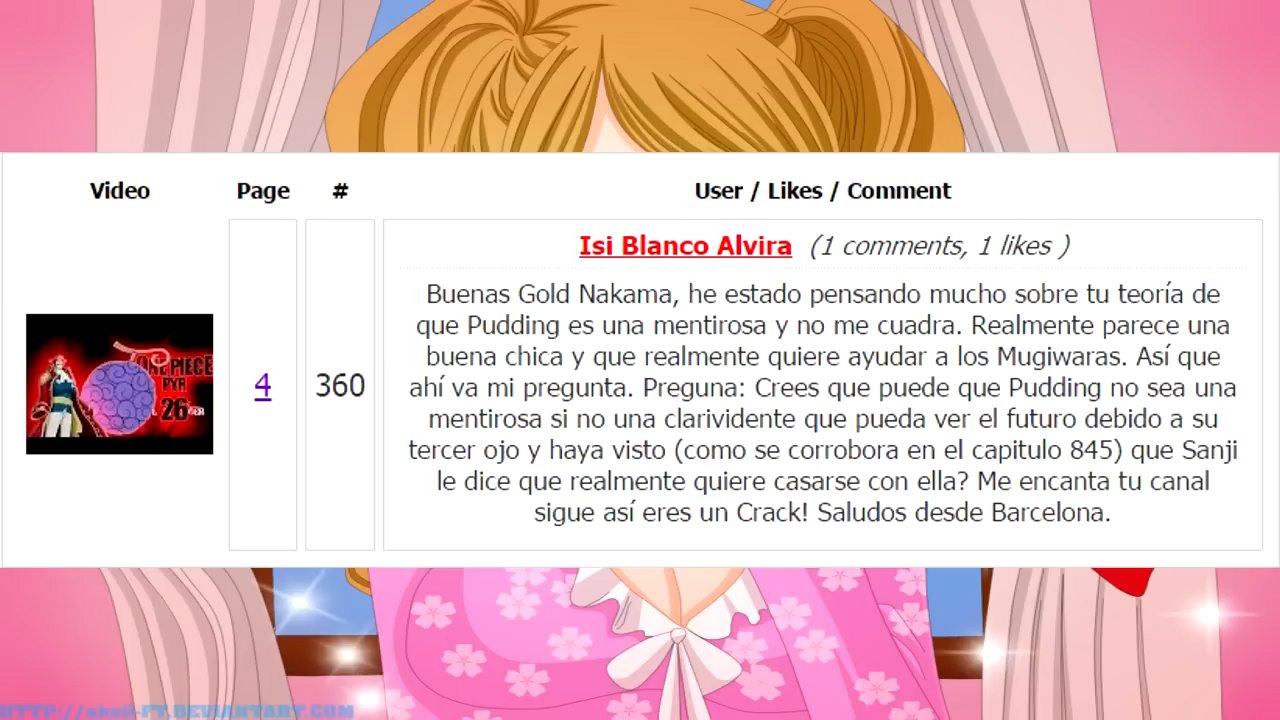 Video Page # User / Likes / Comment
Isi Blanco Alvira (1 comments, 1 likes )
Buenas Gold Nakama, he estado pensando mucho sobre tu teoría de
que Pudding es una mentirosa y no me cuadra. Realmente parece una
buena chica y que realmente quiere ayudar a los Mugiwaras. Así que
ahí va mi pregunta. Preguna: Crees que puede que Pudding no sea una
mentirosa si no una clarividente que pueda ver el futuro debido a su
tercer ojo y haya visto (como se corrobora en el capitulo 845) que Sanji
le dice que realmente quiere casarse con ella? Me encanta tu canal
sigue así eres un Crack! Saludos desde Barcelona.
4 360
ONE PIECE
PYR
26